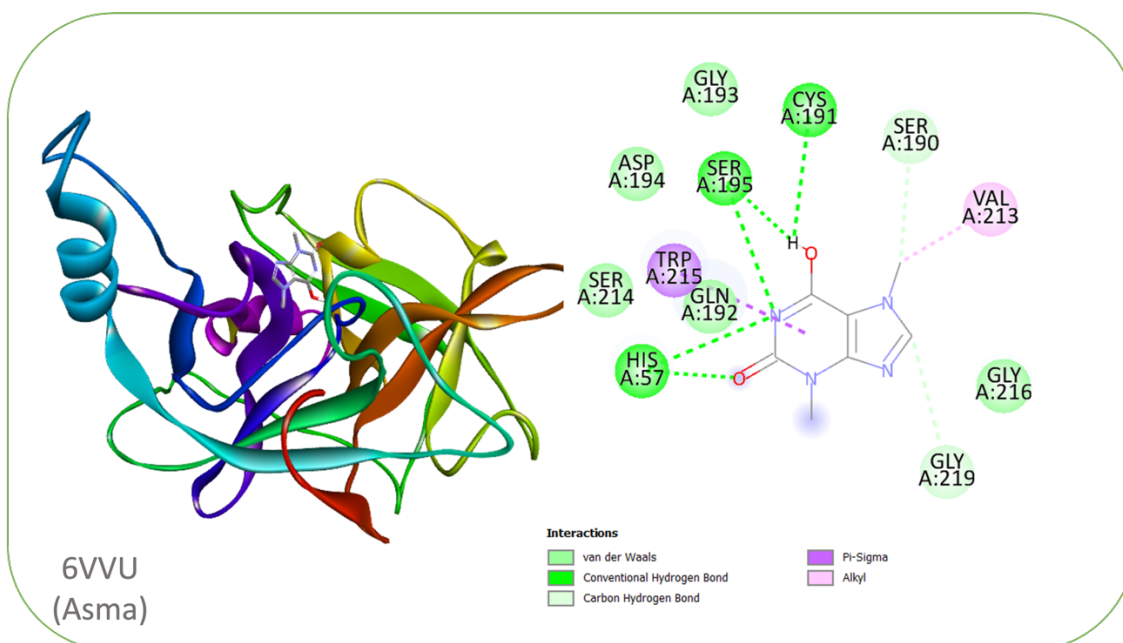 GLY
A:193
CYS
A:191
SER
A:190
ASP
A:194
SER
A:195
VAL
A:213
H
O
TRP
A:215
SER
A:214
GLN
A:192
N
N
HIS
A:57
O
N
N
GLY
A:216
GLY
A:219
6VVU
(Asma)
Interactions
van der Waals
Conventional Hydrogen Bond
Carbon Hydrogen Bond
Pi-Sigma
Alkyl